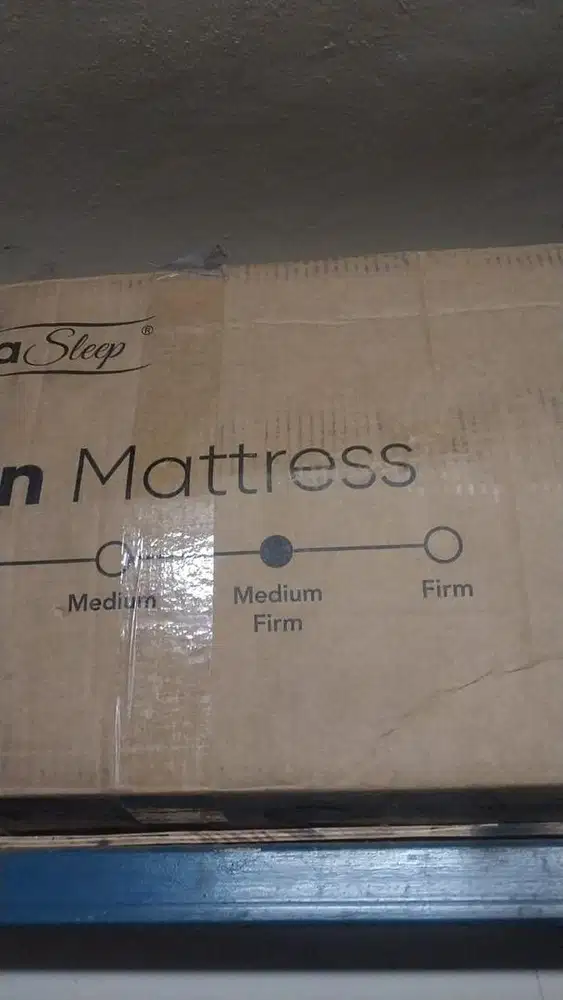 a Sleep ®
n Mattress
Medium
Medium
Firm
Firm